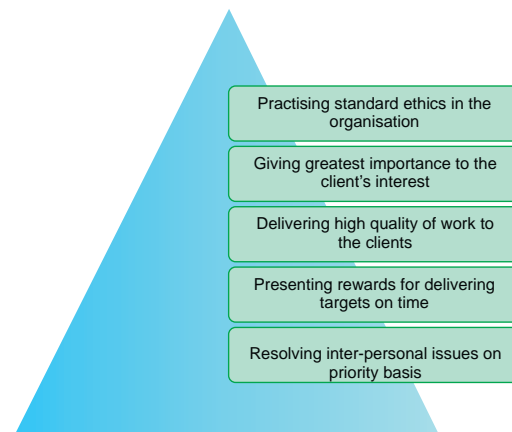 Practising standard ethics in the
organisation
Giving greatest importance to the
client's interest
Delivering high quality of work to
the clients
Presenting rewards for delivering
targets on time
Resolving inter-personal issues on
priority basis